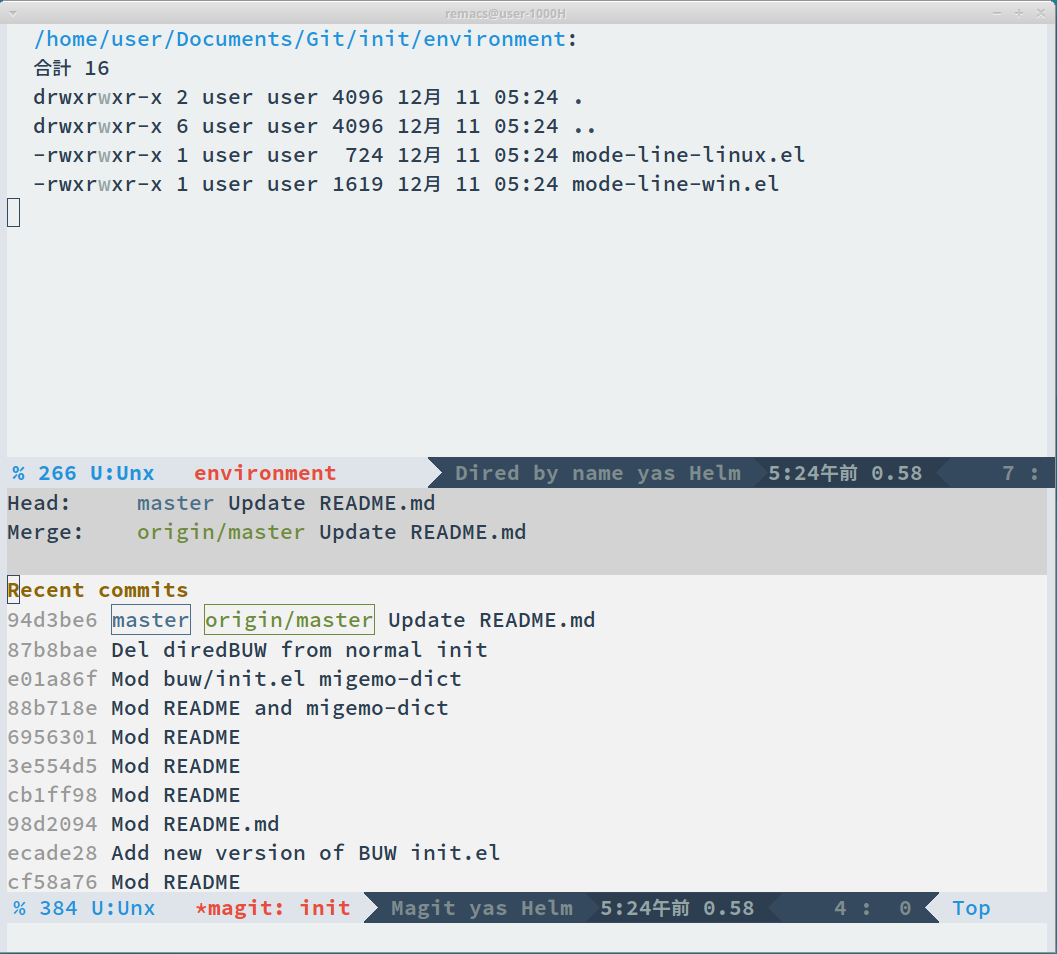 remacs@user-1000H
/home/user/Documents/Git/init/environment:
合計 16
drwxrwxr-x 2 user user 4096 12月 11 05:24 .
drwxrwxr-x 6 user user 4096 12月 11 05:24 ..
-rwxrwxr-x 1 user user  724 12月 11 05:24 mode-line-linux.el
-rwxrwxr-x 1 user user 1619 12月 11 05:24 mode-line-win.el
% 266 U:Unx   environment   Dired by name yas Helm   5:24午前 0.58   7 :
Head:     master Update README.md
Merge:    origin/master Update README.md
Recent commits
94d3be6 master origin/master Update README.md
87b8bae Del diredBUW from normal init
e01a86f Mod buw/init.el migemo-dict
88b718e Mod README and migemo-dict
6956301 Mod README
3e554d5 Mod README
cb1ff98 Mod README
98d2094 Mod README.md
ecade28 Add new version of BUW init.el
cf58a76 Mod README
% 384 U:Unx   *magit: init   Magit yas Helm   5:24午前 0.58   4 :  0   Top